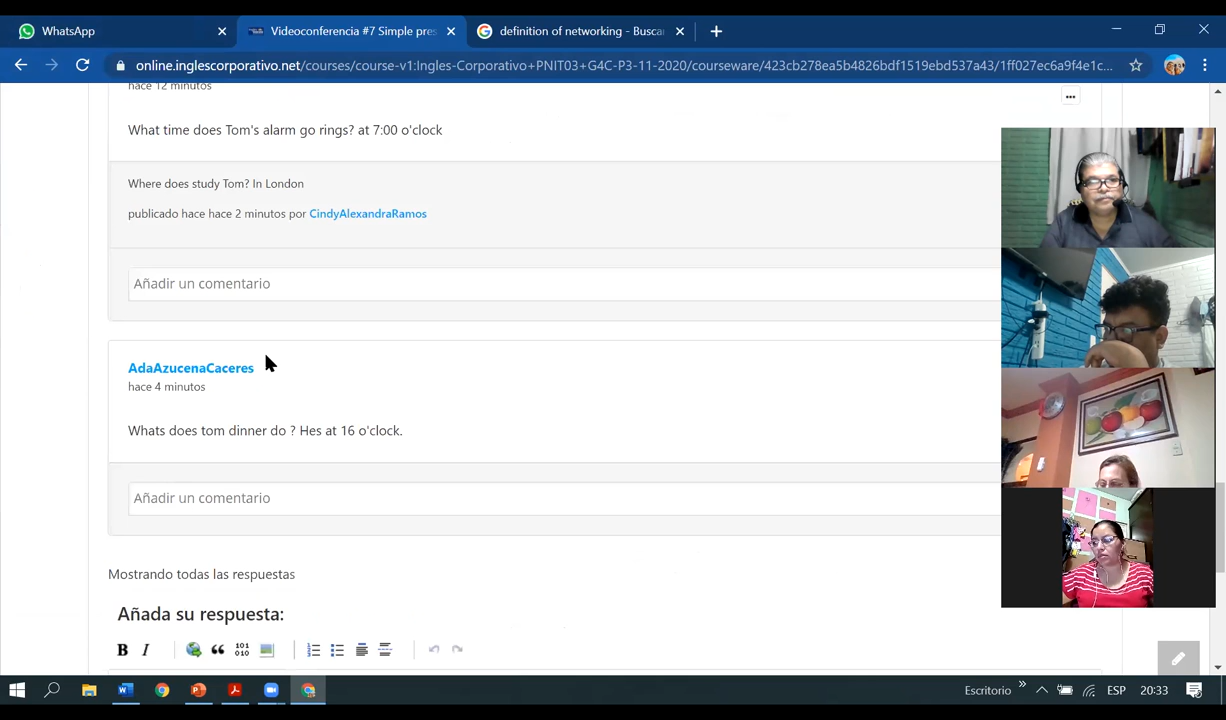 WhatsApp
Videoconferencia #7 Simple pres
definition of networking - Busca
online.inglescorporativo.net/courses/course-v1:Ingles-Corporativo+PNIT03+G4C-P3-11-2020/courseware/423cb278ea5b4826bdf1519ebd537a43/1ff027ec6a9f4e1c...
hace 12 minutos
What time does Tom's alarm go rings? at 7:00 o'clock
Where does study Tom? In London
publicado hace hace 2 minutos por CindyAlexandraRamos
Añadir un comentario
AdaAzucenaCaceres
hace 4 minutos
Whats does tom dinner do ? Hes at 16 o'clock.
Añadir un comentario
Mostrando todas las respuestas
Añada su respuesta:
B I 101 010
Escritorio » ESP 20:33